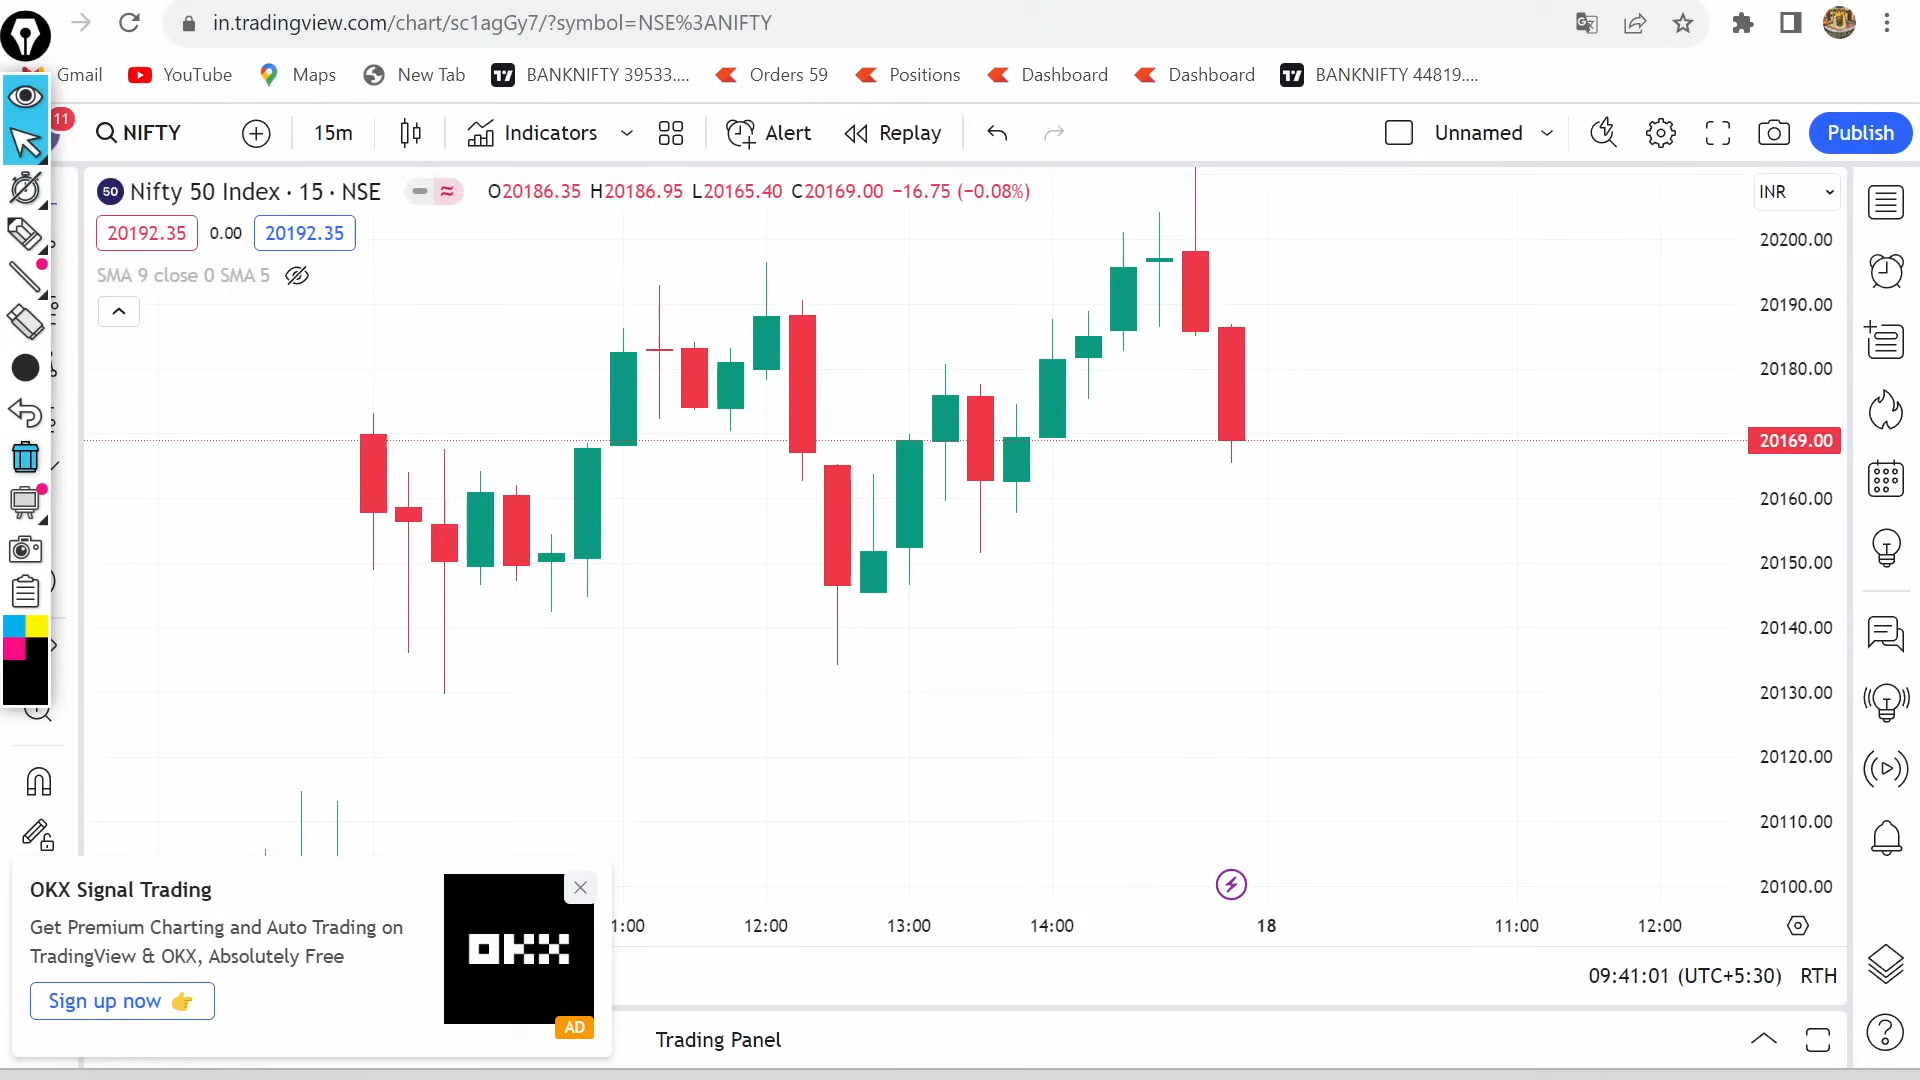 in.tradingview.com/chart/sc1agGy7/?symbol=NSE%3ANIFTY
Gmail YouTube Maps New Tab BANKNIFTY 39533.... Orders 59 Positions Dashboard Dashboard BANKNIFTY 44819....
11
NIFTY 15m Indicators Alert Replay Unnamed Publish
50 Nifty 50 Index · 15 · NSE O20186.35 H20186.95 L20165.40 C20169.00 −16.75 (−0.08%) INR
20192.35 0.00 20192.35
SMA 9 close 0 SMA 5
20200.00
20190.00
20180.00
20169.00
20160.00
20150.00
20140.00
20130.00
20120.00
20110.00
20100.00
1:00 12:00 13:00 14:00 18 11:00 12:00
09:41:01 (UTC+5:30) RTH
OKX Signal Trading
Get Premium Charting and Auto Trading on
TradingView & OKX, Absolutely Free
Sign up now
OKX
AD
Trading Panel